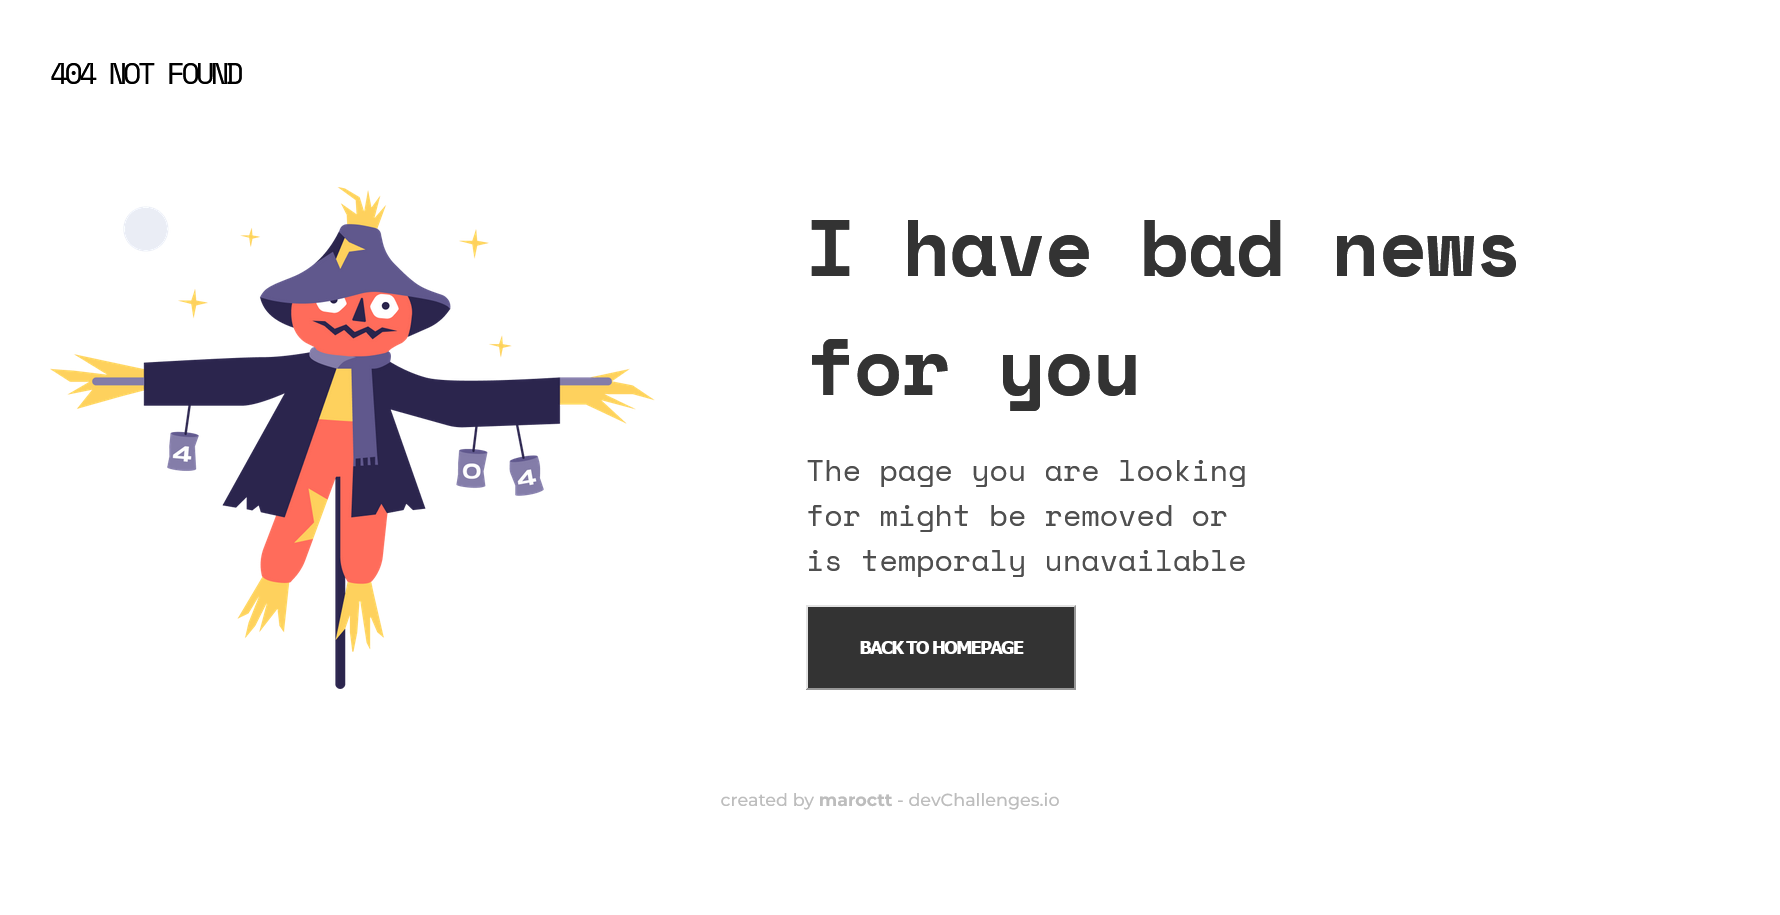 404 NOT FOUND
I have bad news
for you
4
0
4
The page you are looking
for might be removed or
is temporaly unavailable
BACK TO HOMEPAGE
created by maroctt - devChallenges.io